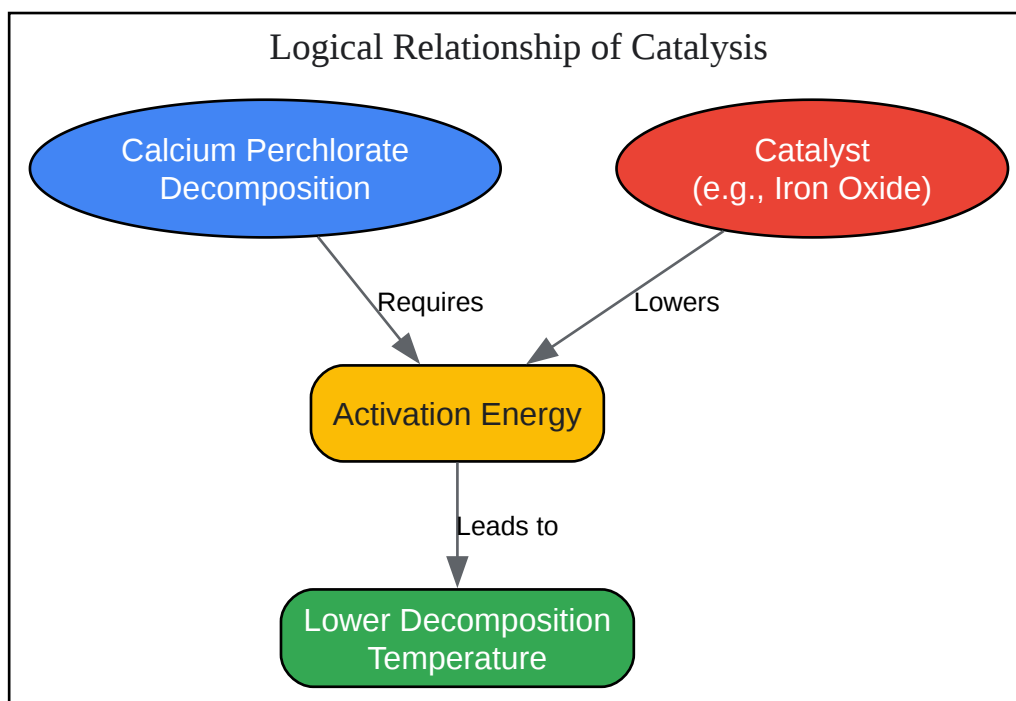 Logical Relationship of Catalysis
Calcium Perchlorate
Decomposition
Catalyst
(e.g., Iron Oxide)
Requires
Lowers
Activation Energy
Leads to
Lower Decomposition
Temperature